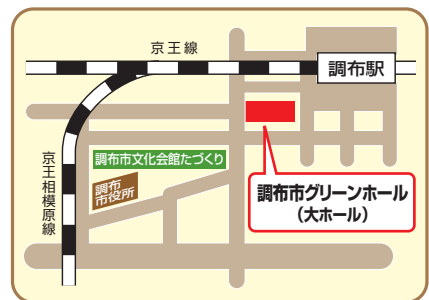 京王線
調布駅
京王相模原線
調布市文化会館たづくり
調布
市役所
調布市グリーンホール
(大ホール)